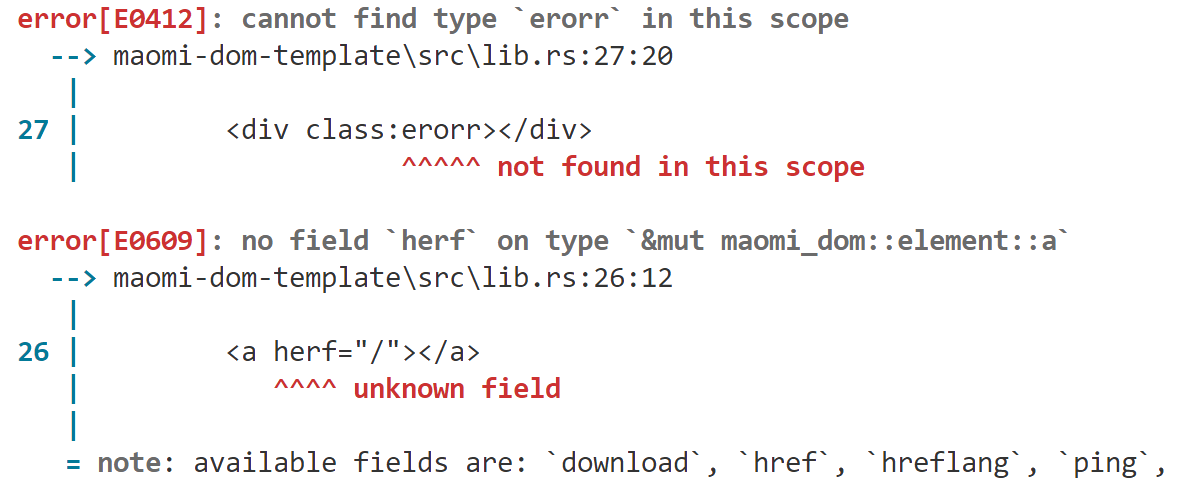 error[E0412]: cannot find type `erorr` in this scope
  --> maomi-dom-template\src\lib.rs:27:20
   |
27 |         <div class:erorr></div>
   |                    ^^^^^ not found in this scope
error[E0609]: no field `herf` on type `&mut maomi_dom::element::a`
  --> maomi-dom-template\src\lib.rs:26:12
   |
26 |         <a herf="/"></a>
   |            ^^^^ unknown field
   |
   = note: available fields are: `download`, `href`, `hreflang`, `ping`,